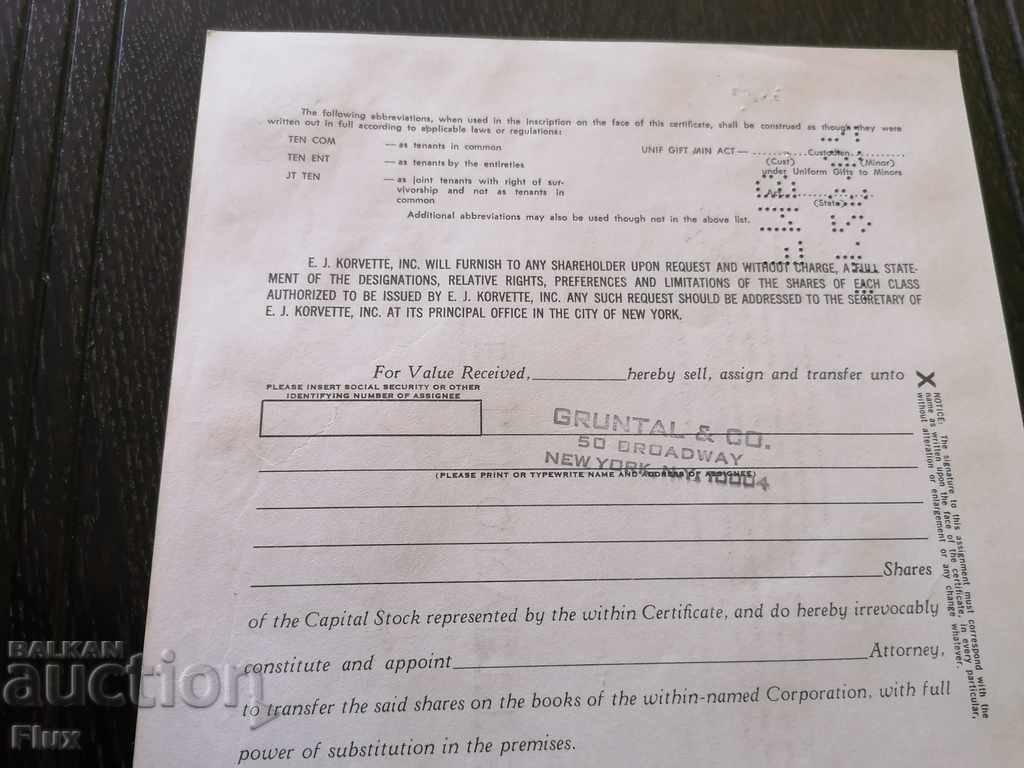 The following abbreviations, when used in the inscription on the face of this certificate, shall be construed as though they were
written out in full according to applicable laws or regulations:
TEN COM — as tenants in common
TEN ENT — as tenants by the entireties
JT TEN — as joint tenants with right of sur-
vivorship and not as tenants in
common
UNIF GIFT MIN ACT— Custodian
(Cust) (Minor)
under Uniform Gifts to Minors
Act
(State)
Additional abbreviations may also be used though not in the above list.
E. J. KORVETTE, INC. WILL FURNISH TO ANY SHAREHOLDER UPON REQUEST AND WITHOUT CHARGE, A FULL STATE-
MENT OF THE DESIGNATIONS, RELATIVE RIGHTS, PREFERENCES AND LIMITATIONS OF THE SHARES OF EACH CLASS
AUTHORIZED TO BE ISSUED BY E. J. KORVETTE, INC. ANY SUCH REQUEST SHOULD BE ADDRESSED TO THE SECRETARY OF
E. J. KORVETTE, INC. AT ITS PRINCIPAL OFFICE IN THE CITY OF NEW YORK.
For Value Received, hereby sell, assign and transfer unto
PLEASE INSERT SOCIAL SECURITY OR OTHER
IDENTIFYING NUMBER OF ASSIGNEE
GRUNTAL & CO.
50 BROADWAY
NEW YORK, N.Y. 10004
(PLEASE PRINT OR TYPEWRITE NAME AND ADDRESS OF ASSIGNEE)
Shares
of the Capital Stock represented by the within Certificate, and do hereby irrevocably
constitute and appoint Attorney,
to transfer the said shares on the books of the within-named Corporation, with full
power of substitution in the premises.
NOTICE: The signature to this assignment must correspond with the
name as written upon the face of the certificate, in every particular,
without alteration or enlargement or any change whatever.
BALKAN
auction
Flux